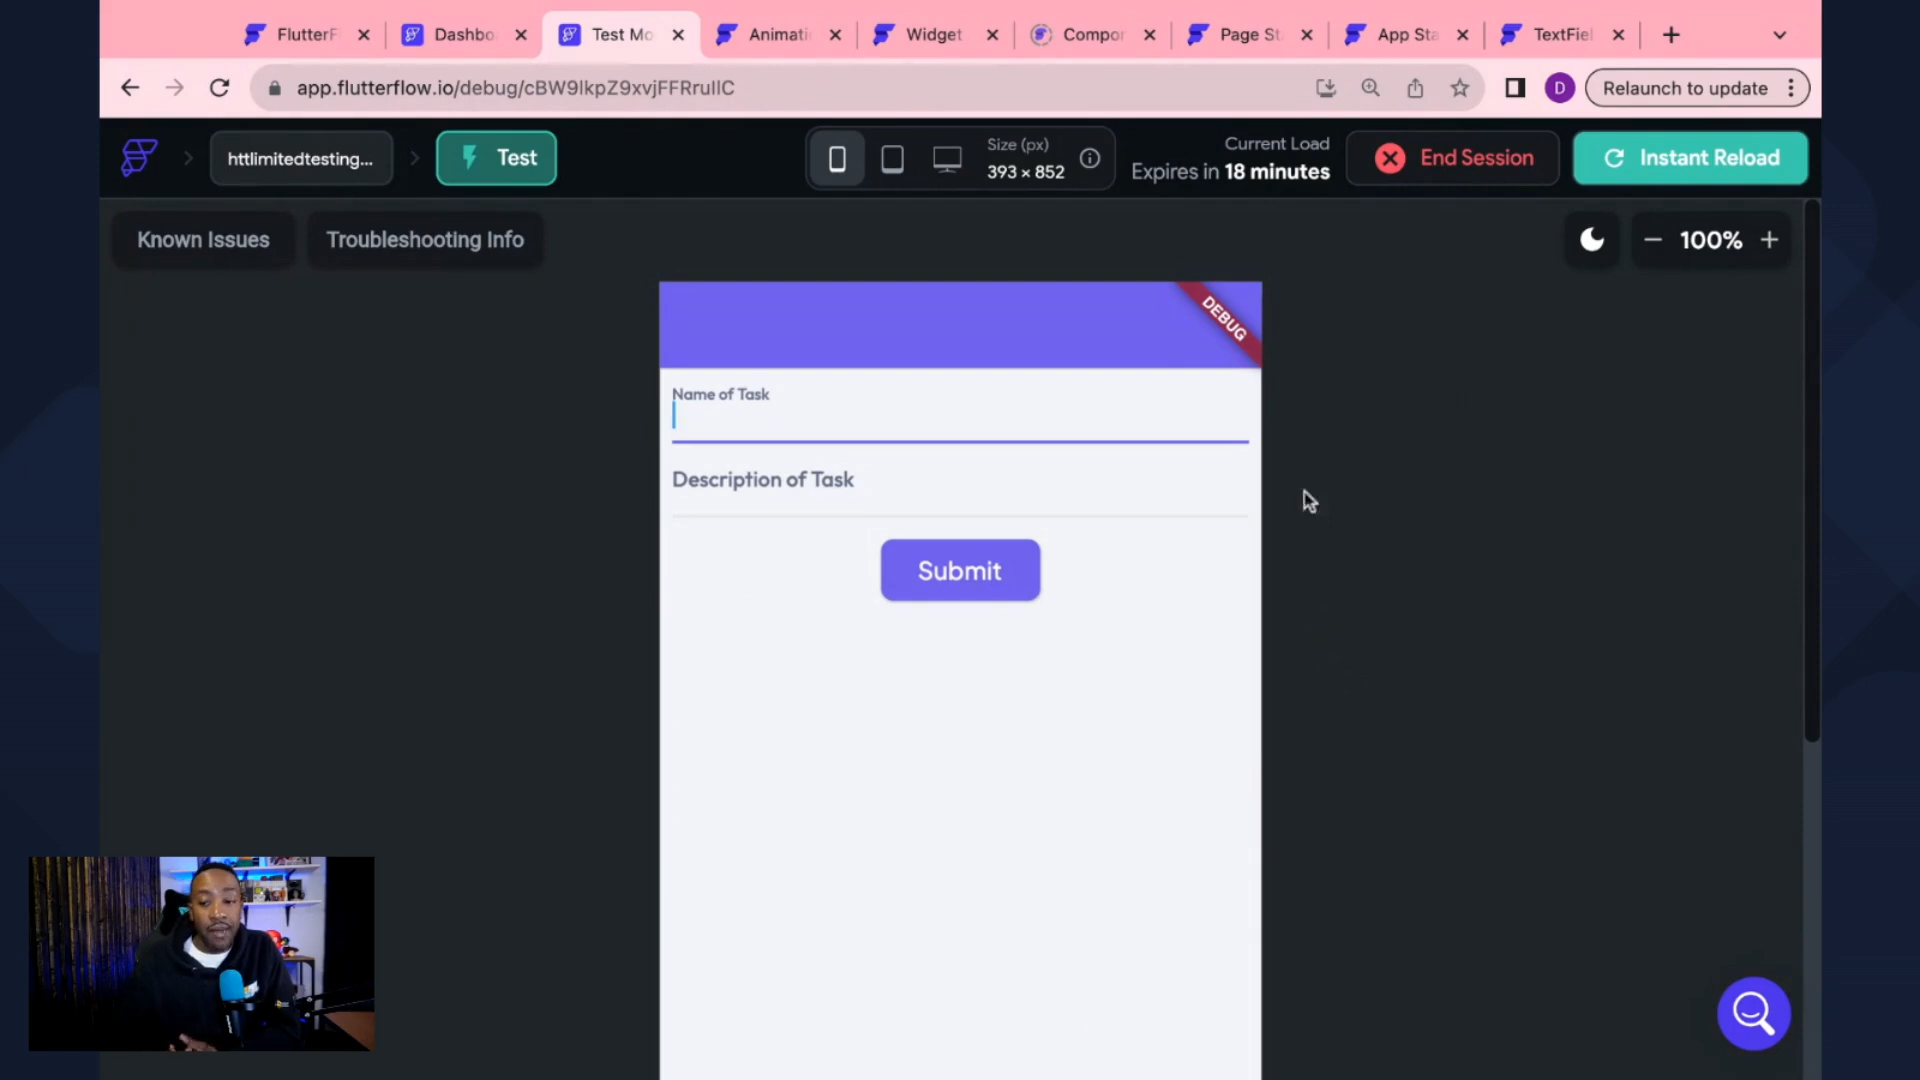 FlutterF
Dashbo
Test Mo
Animati
Widget
Compor
Page St
App Sta
TextFiel
app.flutterflow.io/debug/cBW9lkpZ9xvjFFRrullC
D
Relaunch to update
httlimitedtesting...
Test
Size (px)
393 × 852
Current Load
Expires in 18 minutes
End Session
Instant Reload
Known Issues
Troubleshooting Info
100%
DEBUG
Name of Task
Description of Task
Submit